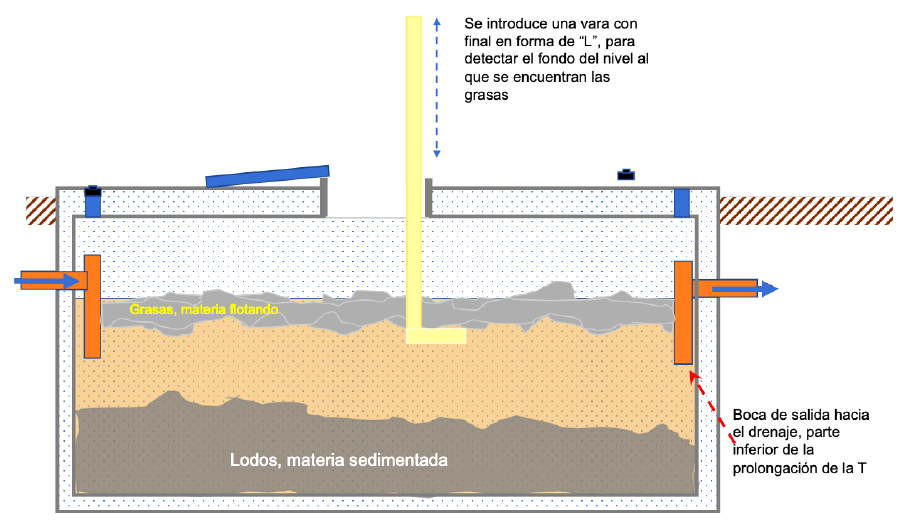 Se introduce una vara con
final en forma de “L”, para
detectar el fondo del nivel al
que se encuentran las
grasas
Grasas, materia flotando
Boca de salida hacia
el drenaje, parte
inferior de la
prolongación de la T
Lodos, materia sedimentada